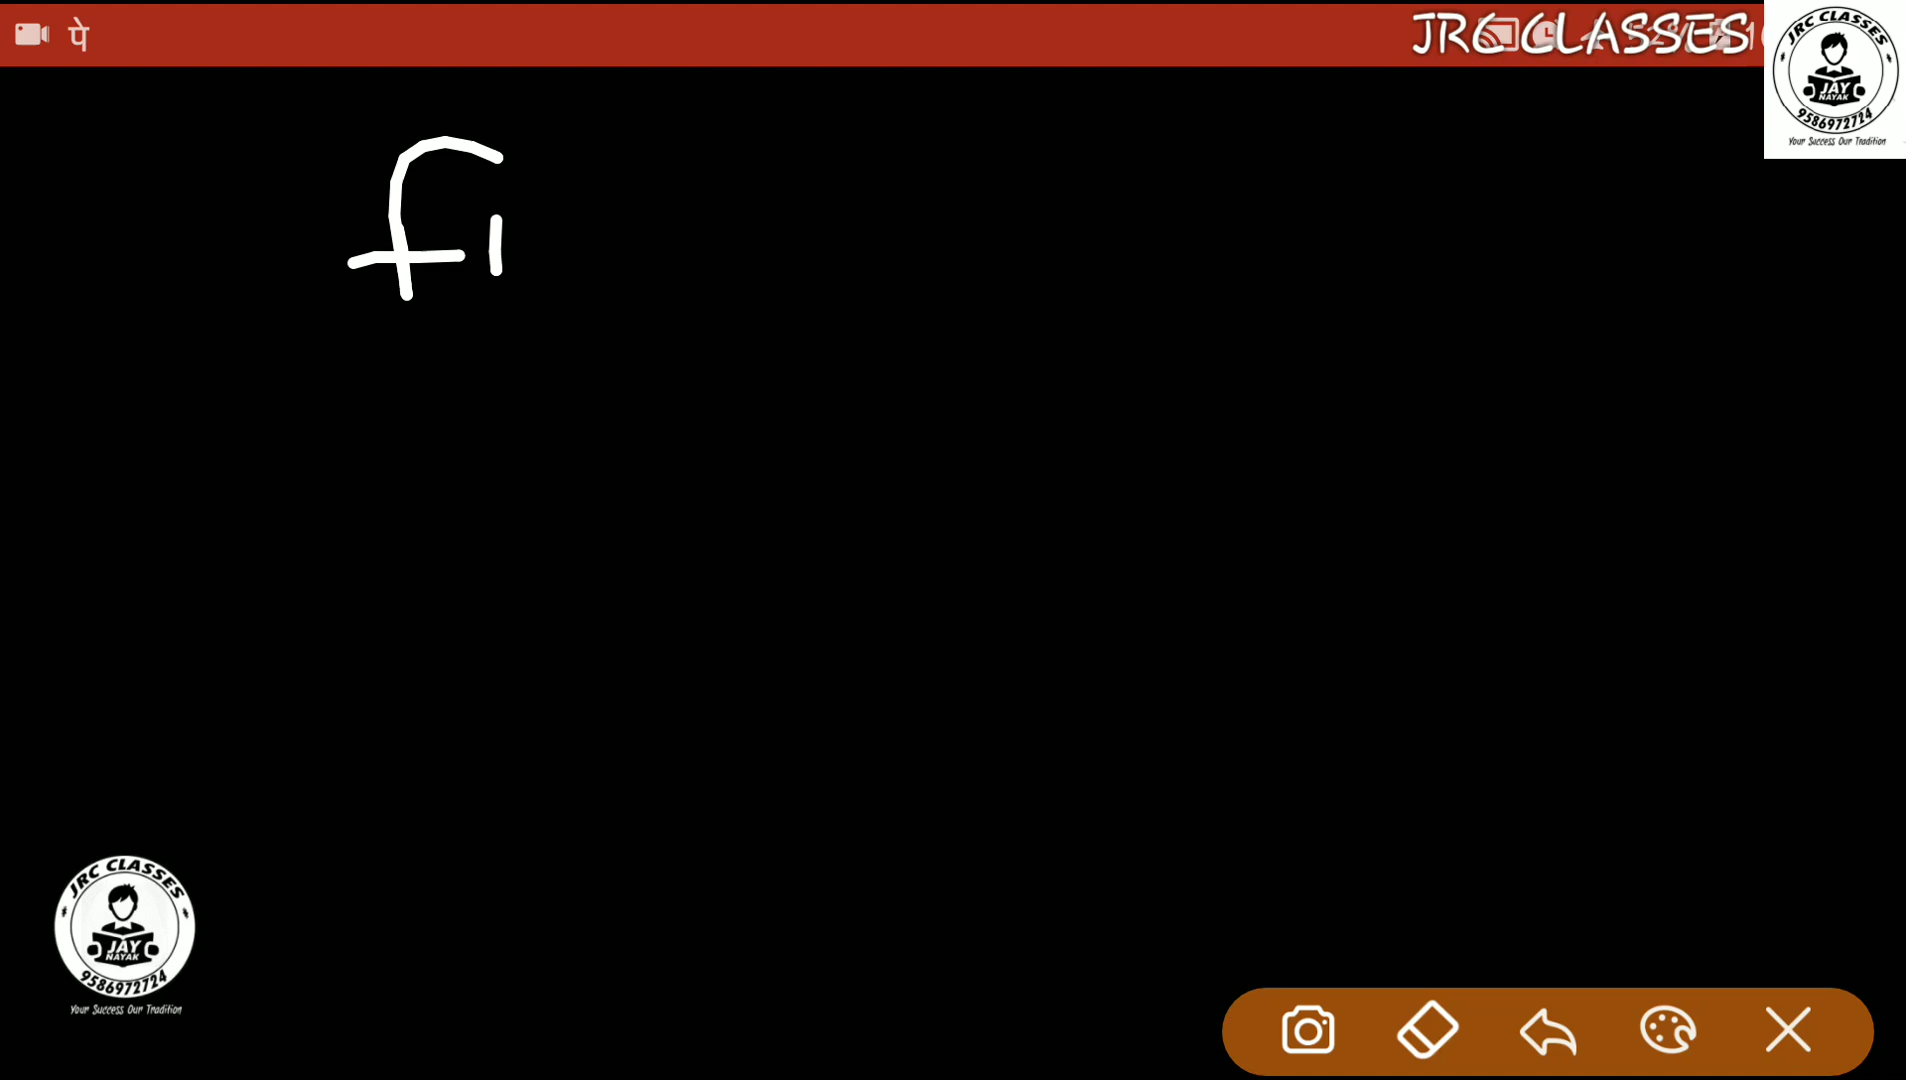 पे
JRC CLASSES
JRC CLASSES
JAY
NAYAK
9586972724
Your Success Our Tradition
fi
JRC CLASSES
JAY
NAYAK
9586972724
Your Success Our Tradition